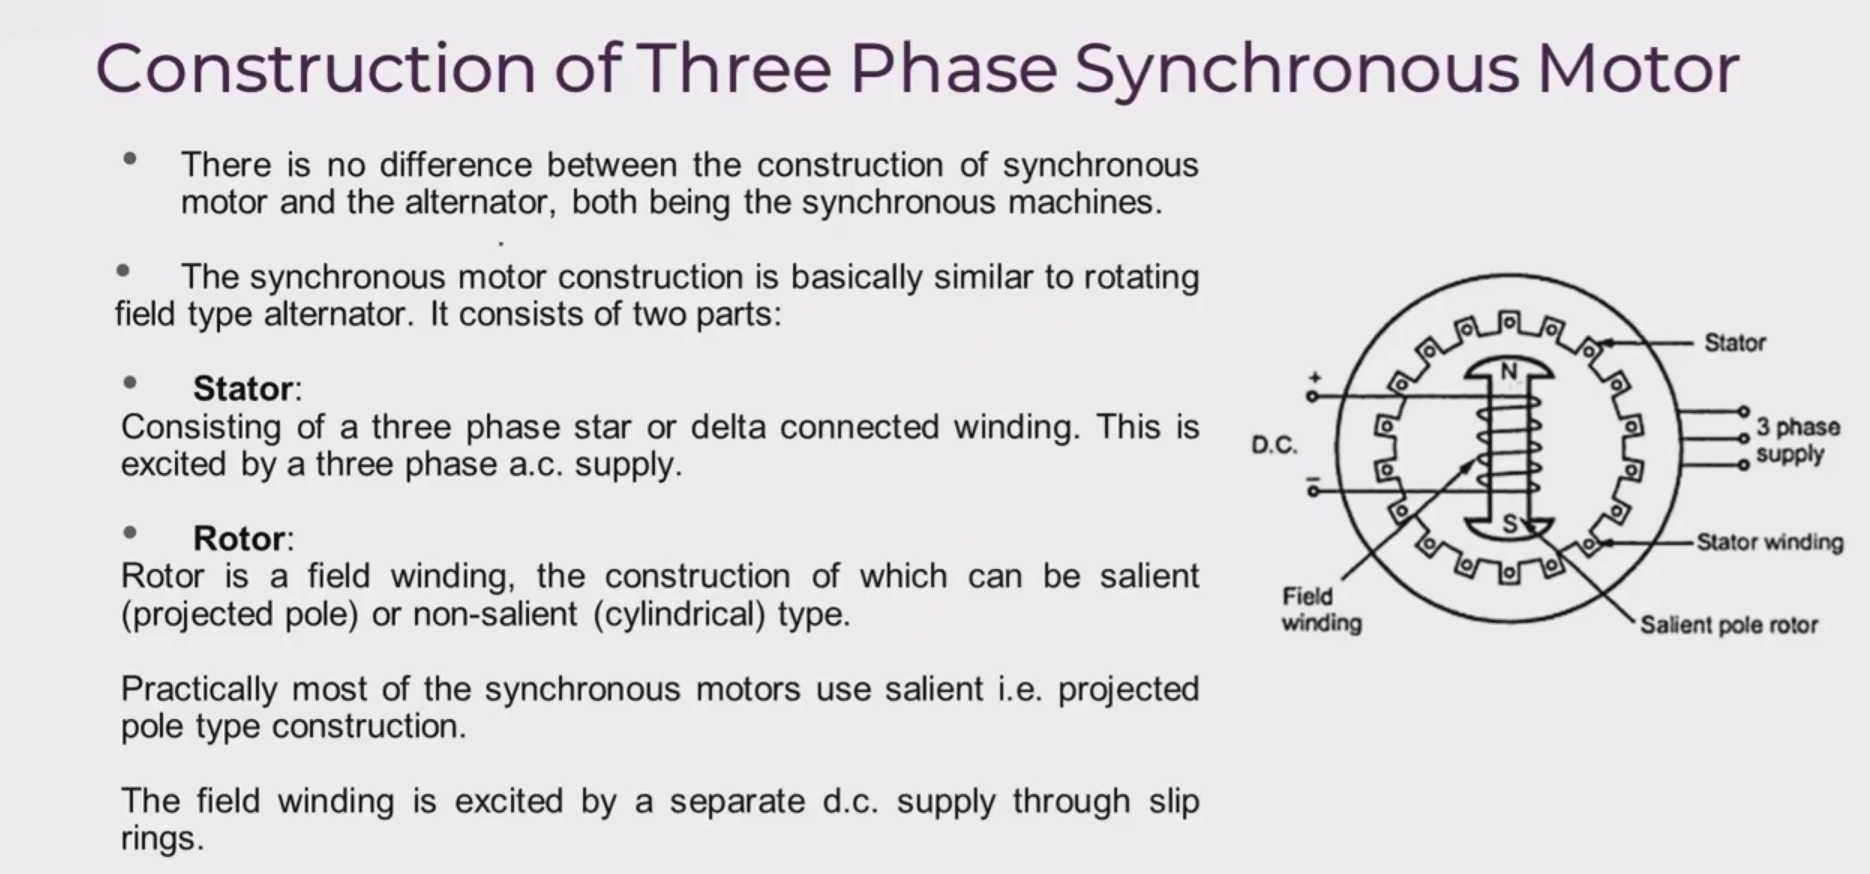 Construction of Three Phase Synchronous Motor
• There is no difference between the construction of synchronous
motor and the alternator, both being the synchronous machines.
• The synchronous motor construction is basically similar to rotating
field type alternator. It consists of two parts:
• Stator:
Consisting of a three phase star or delta connected winding. This is
excited by a three phase a.c. supply.
• Rotor:
Rotor is a field winding, the construction of which can be salient
(projected pole) or non-salient (cylindrical) type.
Practically most of the synchronous motors use salient i.e. projected
pole type construction.
The field winding is excited by a separate d.c. supply through slip
rings.
Stator
N
+
3 phase
supply
D.C.
−
S
Stator winding
Field
winding
Salient pole rotor